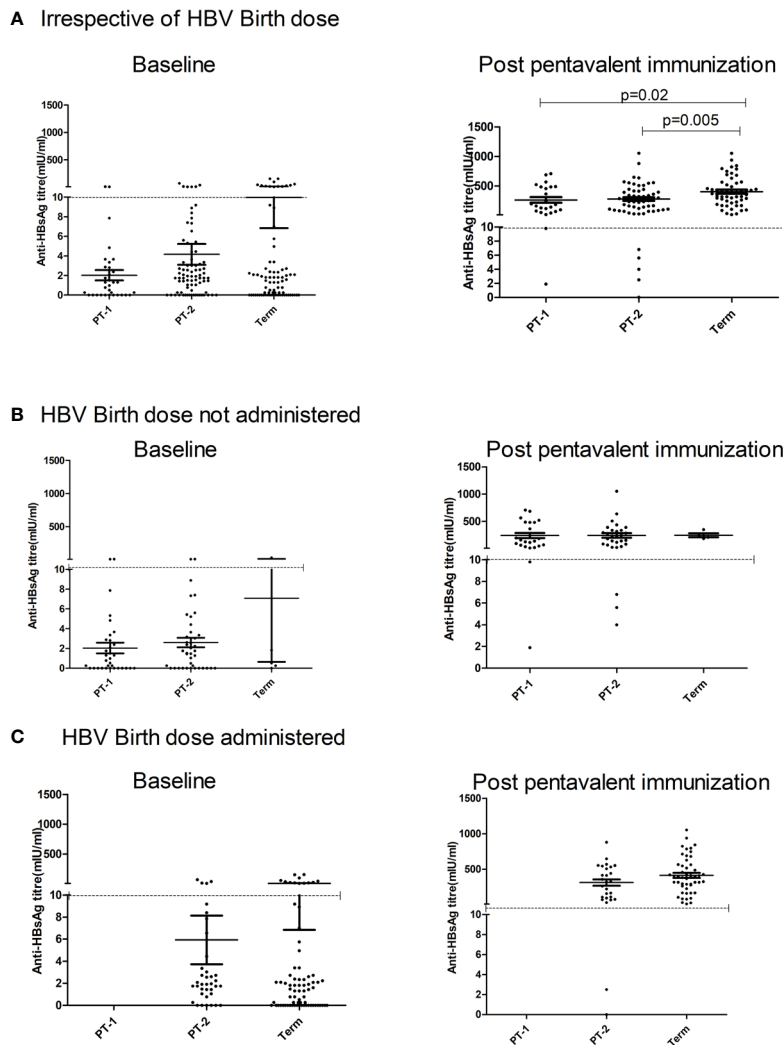 A Irrespective of HBV Birth dose
Baseline
Anti-HBsAg titre(mIU/ml)
1500
1000
500
10
8
6
4
2
0
PT-1
PT-2
Term
Post pentavalent immunization
p=0.02
p=0.005
Anti-HBsAg titre(mIU/ml)
1500
1000
500
10
8
6
4
2
0
PT-1
PT-2
Term
B HBV Birth dose not administered
Baseline
Anti-HBsAg titre(mIU/ml)
1500
1000
500
10
8
6
4
2
0
PT-1
PT-2
Term
Post pentavalent immunization
Anti-HBsAg titre(mIU/ml)
1500
1000
500
10
8
6
4
2
0
PT-1
PT-2
Term
C HBV Birth dose administered
Baseline
Anti-HBsAg titre(mIU/ml)
1500
1000
500
10
8
6
4
2
0
PT-1
PT-2
Term
Post pentavalent immunization
Anti-HBsAg titre(mIU/ml)
1500
1000
500
10
8
6
4
2
0
PT-1
PT-2
Term